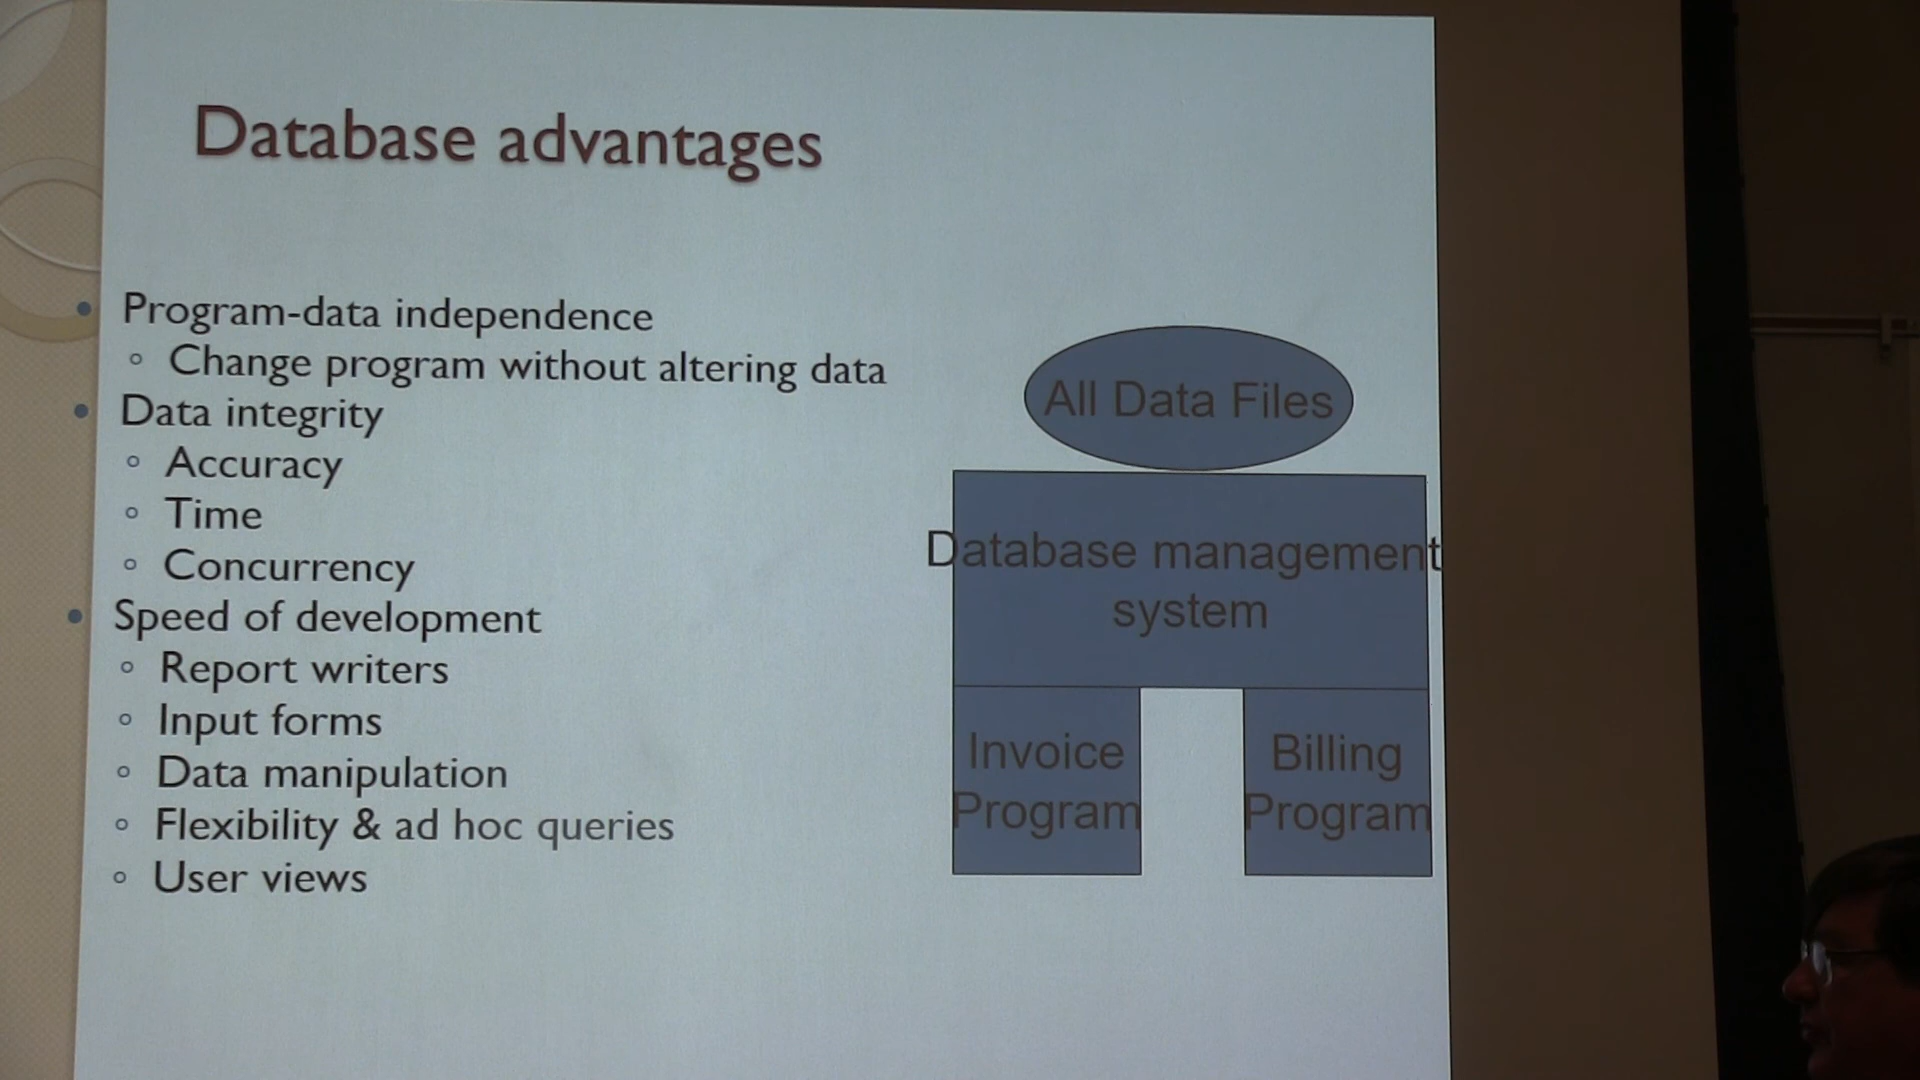 Database advantages
Program-data independence
Change program without altering data
Data integrity
Accuracy
Time
Concurrency
Speed of development
Report writers
Input forms
Data manipulation
Flexibility & ad hoc queries
User views
All Data Files
Database management
system
Invoice
Program
Billing
Program